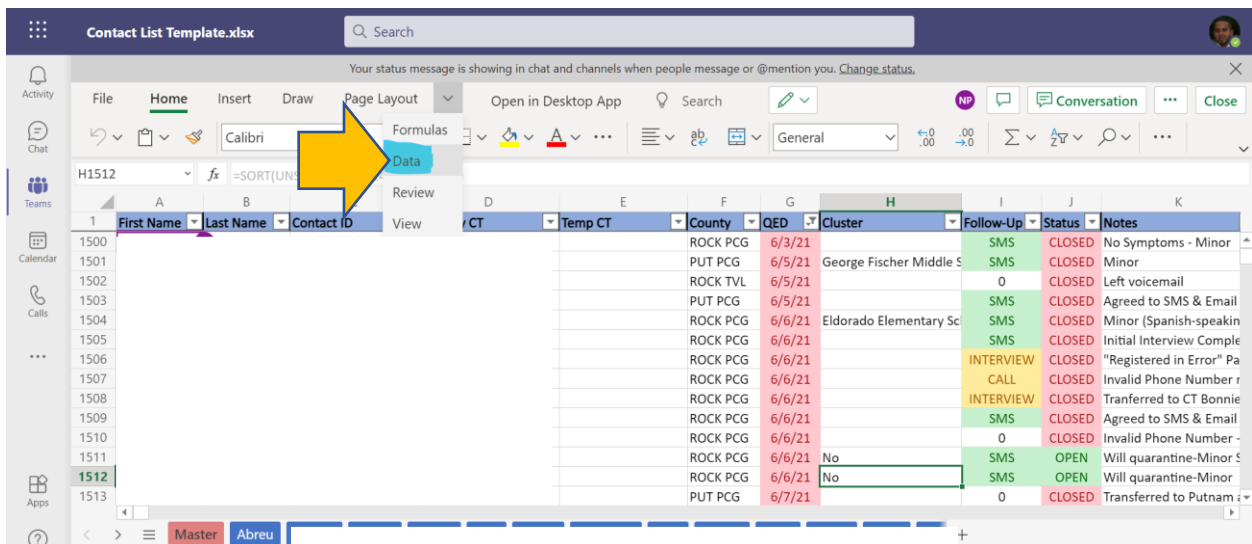 Contact List Template.xlsx
Search
Your status message is showing in chat and channels when people message or @mention you. Change status.
Activity
Chat
Teams
Calendar
Calls
Apps
File Home Insert Draw Page Layout Open in Desktop App Search NP Conversation Close
Calibri General
Formulas
Data
Review
View
H1512 fx =SORT(UNS
A B D E F G H I J K
1 First Name Last Name Contact ID CT Temp CT County QED Cluster Follow-Up Status Notes
1500 ROCK PCG 6/3/21 SMS CLOSED No Symptoms - Minor
1501 PUT PCG 6/5/21 George Fischer Middle S SMS CLOSED Minor
1502 ROCK TVL 6/5/21 0 CLOSED Left voicemail
1503 PUT PCG 6/5/21 SMS CLOSED Agreed to SMS & Email
1504 ROCK PCG 6/6/21 Eldorado Elementary Sc SMS CLOSED Minor (Spanish-speakin
1505 ROCK PCG 6/6/21 SMS CLOSED Initial Interview Comple
1506 ROCK PCG 6/6/21 INTERVIEW CLOSED "Registered in Error" Pa
1507 ROCK PCG 6/6/21 CALL CLOSED Invalid Phone Number
1508 ROCK PCG 6/6/21 INTERVIEW CLOSED Tranferred to CT Bonnie
1509 ROCK PCG 6/6/21 SMS CLOSED Agreed to SMS & Email
1510 ROCK PCG 6/6/21 0 CLOSED Invalid Phone Number -
1511 ROCK PCG 6/6/21 No SMS OPEN Will quarantine-Minor S
1512 ROCK PCG 6/6/21 No SMS OPEN Will quarantine-Minor
1513 PUT PCG 6/7/21 0 CLOSED Transferred to Putnam
Master Abreu